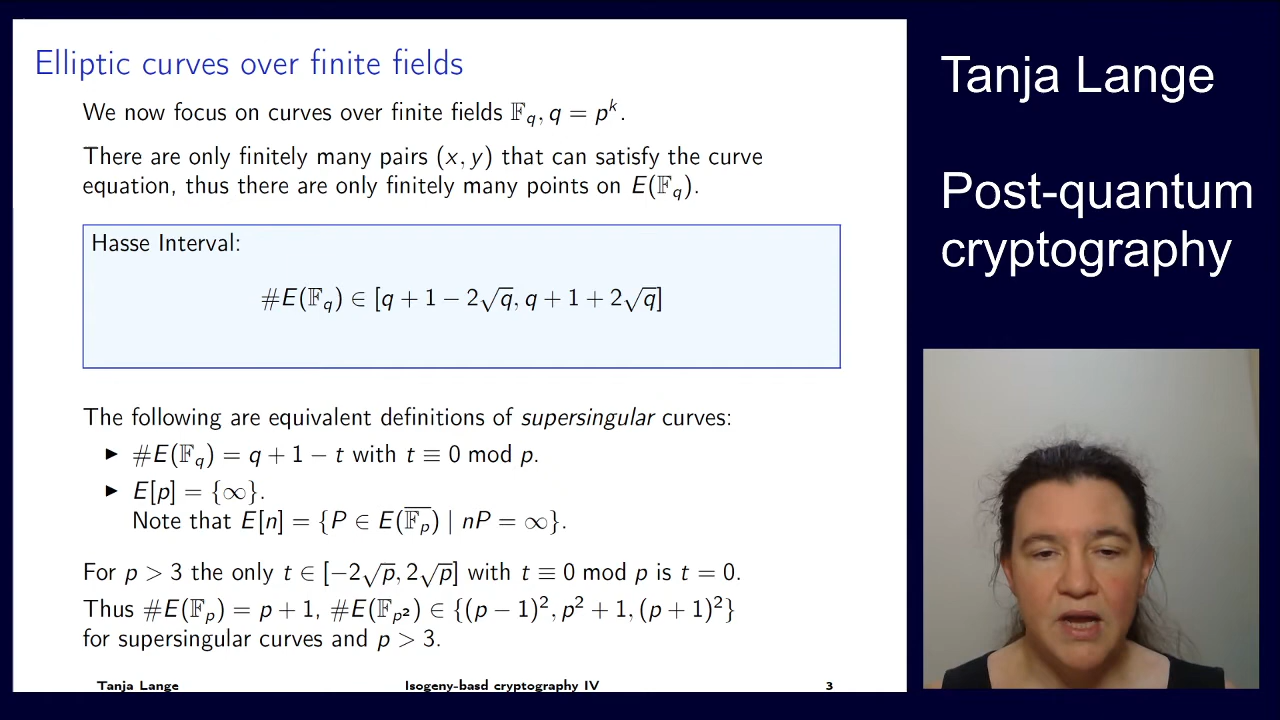 Elliptic curves over finite fields
We now focus on curves over finite fields 𝔽_q, q = p^k.
There are only finitely many pairs (x, y) that can satisfy the curve
equation, thus there are only finitely many points on E(𝔽_q).
Hasse Interval:
#E(𝔽_q) ∈ [q + 1 − 2√q, q + 1 + 2√q]
The following are equivalent definitions of supersingular curves:
▶ #E(𝔽_q) = q + 1 − t with t ≡ 0 mod p.
▶ E[p] = {∞}.
Note that E[n] = {P ∈ E(\overline{𝔽_p}) | nP = ∞}.
For p > 3 the only t ∈ [−2√p, 2√p] with t ≡ 0 mod p is t = 0.
Thus #E(𝔽_p) = p + 1, #E(𝔽_{p²}) ∈ {(p − 1)², p² + 1, (p + 1)²}
for supersingular curves and p > 3.
Tanja Lange Isogeny-basd cryptography IV 3
Tanja Lange
Post-quantum
cryptography